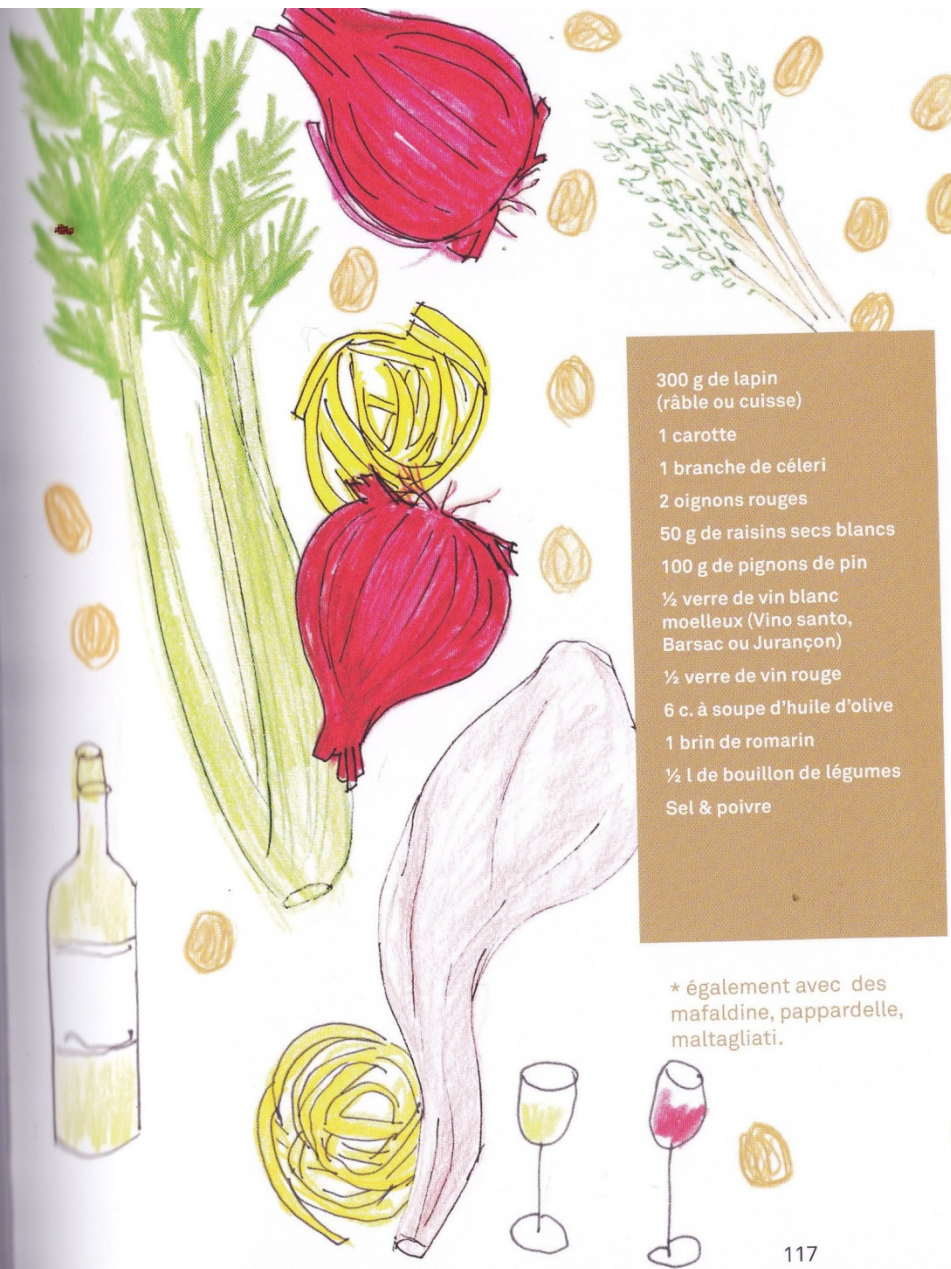 300 g de lapin
(râble ou cuisse)
1 carotte
1 branche de céleri
2 oignons rouges
50 g de raisins secs blancs
100 g de pignons de pin
½ verre de vin blanc
moelleux (Vino santo,
Barsac ou Jurançon)
½ verre de vin rouge
6 c. à soupe d'huile d'olive
1 brin de romarin
½ l de bouillon de légumes
Sel & poivre
* également avec des
mafaldine, pappardelle,
maltagliati.
117